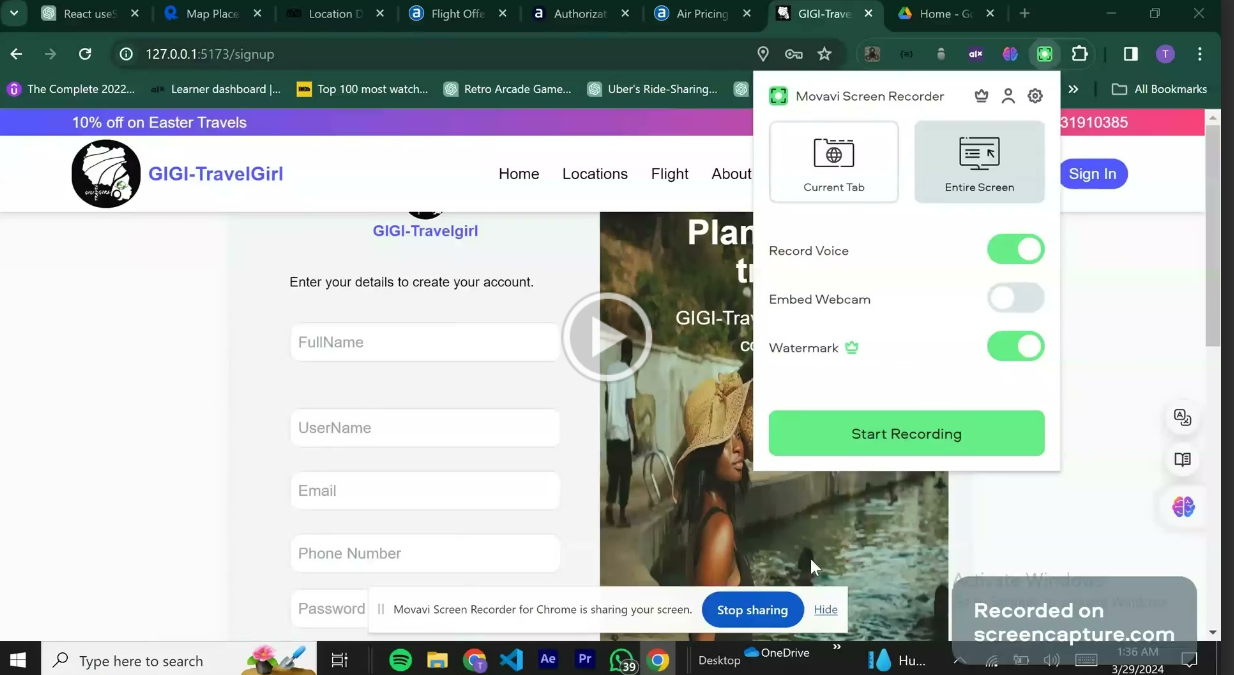 React useS
Map Place
Location D
Flight Offe
Authorizat
Air Pricing
GIGI-Trave
Home - Go
127.0.0.1:5173/signup
The Complete 2022...
Learner dashboard |...
Top 100 most watch...
Retro Arcade Game...
Uber's Ride-Sharing...
All Bookmarks
10% off on Easter Travels
31910385
GIGI-TravelGirl
Home
Locations
Flight
About
Sign In
Movavi Screen Recorder
Current Tab
Entire Screen
Record Voice
Embed Webcam
Watermark
Start Recording
GIGI-Travelgirl
Enter your details to create your account.
FullName
UserName
Email
Phone Number
Password
Plan
GIGI-Trav
Movavi Screen Recorder for Chrome is sharing your screen.
Stop sharing
Hide
Activate Windows
Recorded on
screencapture.com
Type here to search
Ae
Pr
39
Desktop
OneDrive
Hu...
1:36 AM
3/29/2024